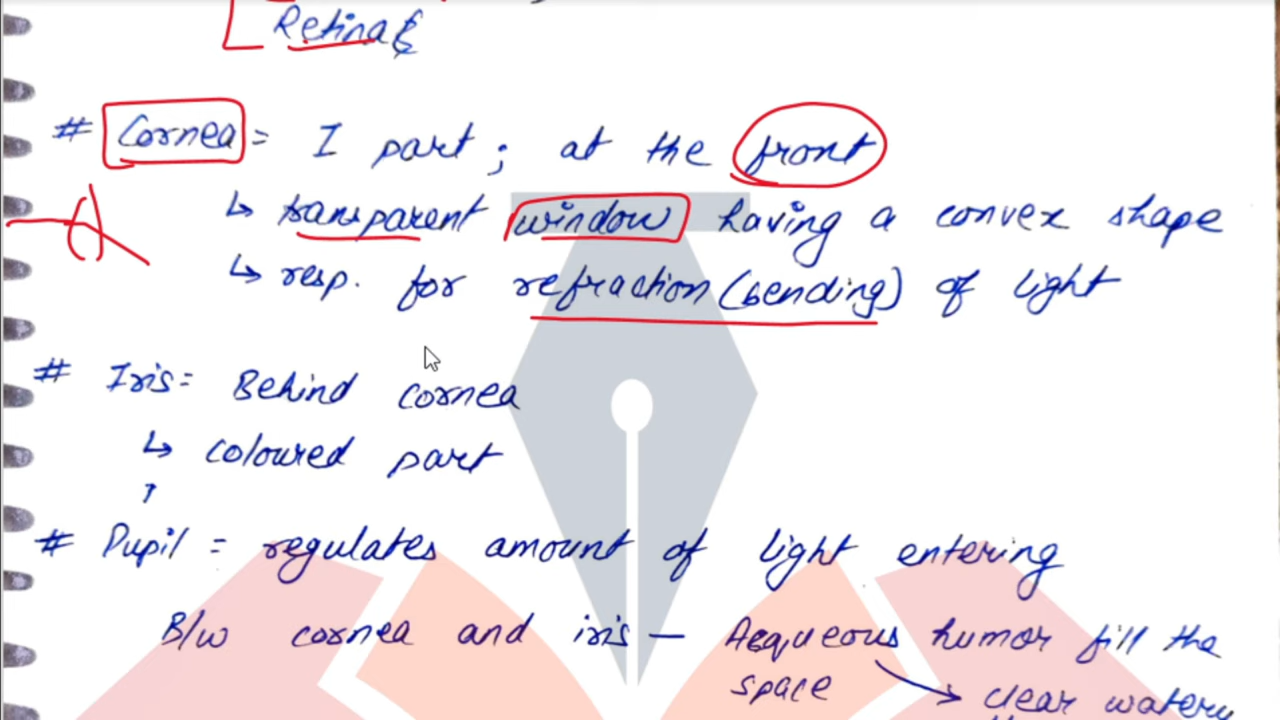 Retina &
# Cornea = I part ; at the front
↳ transparent window having a convex shape
↳ resp. for refraction (bending) of light
# Iris = Behind cornea
↳ coloured part
# Pupil = regulates amount of light entering
B/w cornea and iris — Aequeous humor fill the
space → clear watery